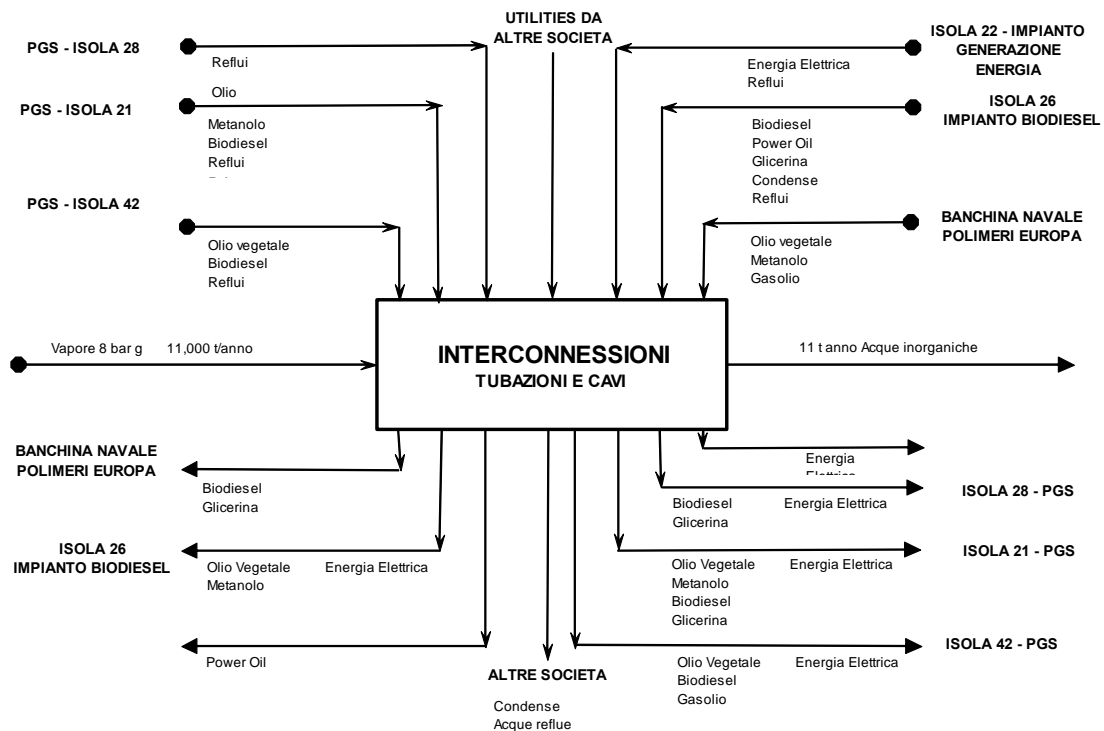 UTILITIES DA
ALTRE SOCIETA
PGS - ISOLA 28
Reflui
ISOLA 22 - IMPIANTO
GENERAZIONE
ENERGIA
Energia Elettrica
Reflui
PGS - ISOLA 21
Olio
Metanolo
Biodiesel
Reflui
ISOLA 26
IMPIANTO BIODIESEL
Biodiesel
Power Oil
Glicerina
Condense
Reflui
PGS - ISOLA 42
Olio vegetale
Biodiesel
Reflui
BANCHINA NAVALE
POLIMERI EUROPA
Olio vegetale
Metanolo
Gasolio
Vapore 8 bar g 11,000 t/anno
INTERCONNESSIONI
TUBAZIONI E CAVI
11 t anno Acque inorganiche
BANCHINA NAVALE
POLIMERI EUROPA
Biodiesel
Glicerina
Energia
ISOLA 28 - PGS
Biodiesel Energia Elettrica
Glicerina
ISOLA 26
IMPIANTO BIODIESEL
Olio Vegetale Energia Elettrica
Metanolo
ISOLA 21 - PGS
Olio Vegetale Energia Elettrica
Metanolo
Biodiesel
Glicerina
Power Oil
ALTRE SOCIETA
Condense
Acque reflue
ISOLA 42 - PGS
Olio Vegetale Energia Elettrica
Biodiesel
Gasolio